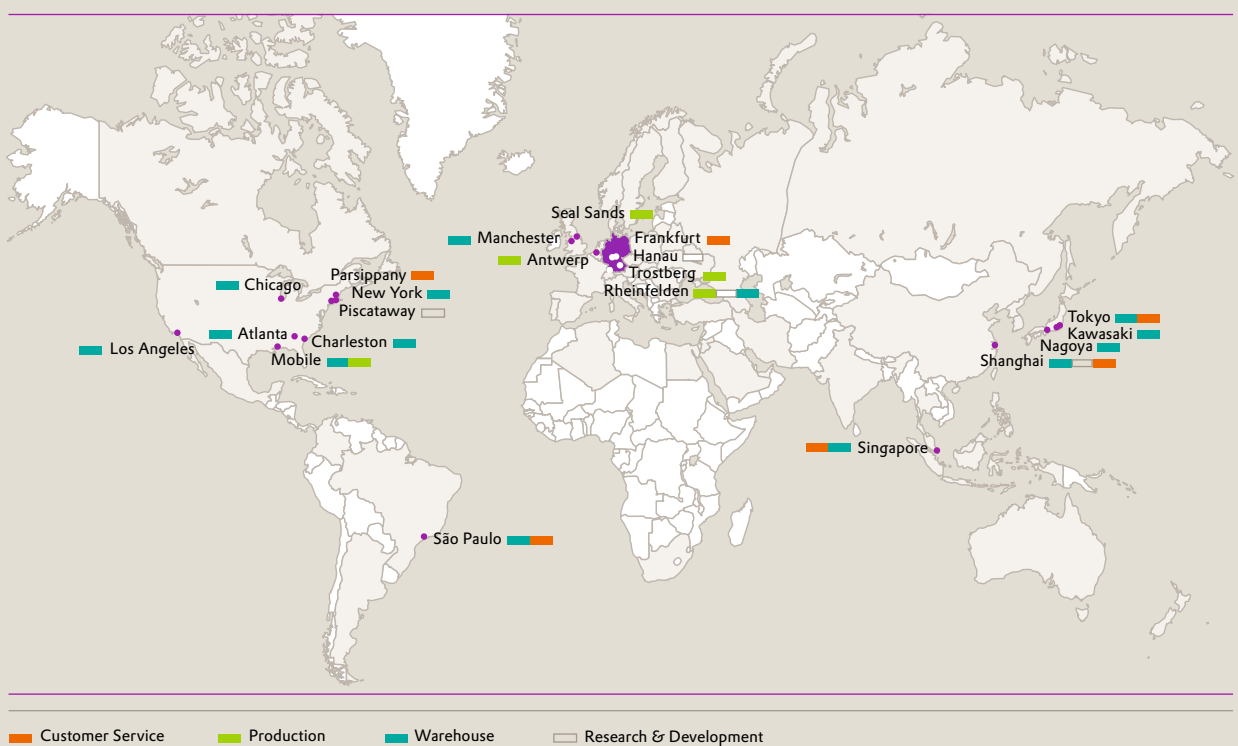 Seal Sands
Manchester
Frankfurt
Hanau
Antwerp
Trostberg
Parsippany
Chicago
New York
Rheinfelden
Piscataway
Tokyo
Atlanta
Kawasaki
Charleston
Los Angeles
Nagoya
Mobile
Shanghai
Singapore
São Paulo
Customer Service
Production
Warehouse
Research & Development